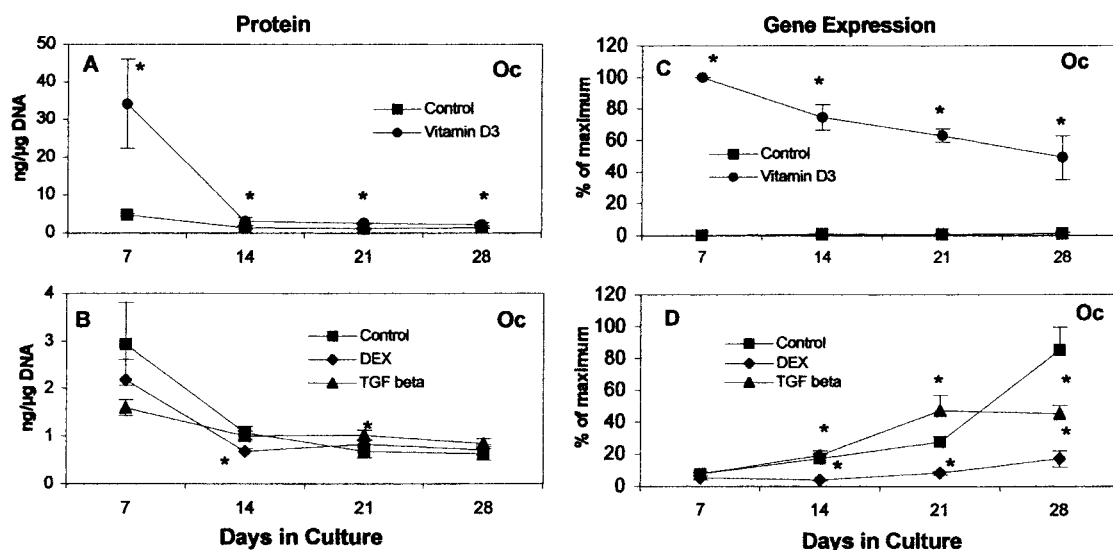 Protein
50
40
30
20
10
0
ng/µg DNA
A
*
Oc
Control
Vitamin D3
*
*
*
7 14 21 28
Gene Expression
120
100
80
60
40
20
0
% of maximum
C
*
*
*
*
Oc
Control
Vitamin D3
7 14 21 28
4
3
2
1
0
ng/µg DNA
B
Oc
Control
DEX
TGF beta
*
*
7 14 21 28
Days in Culture
120
100
80
60
40
20
0
% of maximum
D
Oc
Control
DEX
TGF beta
*
*
*
*
*
*
7 14 21 28
Days in Culture